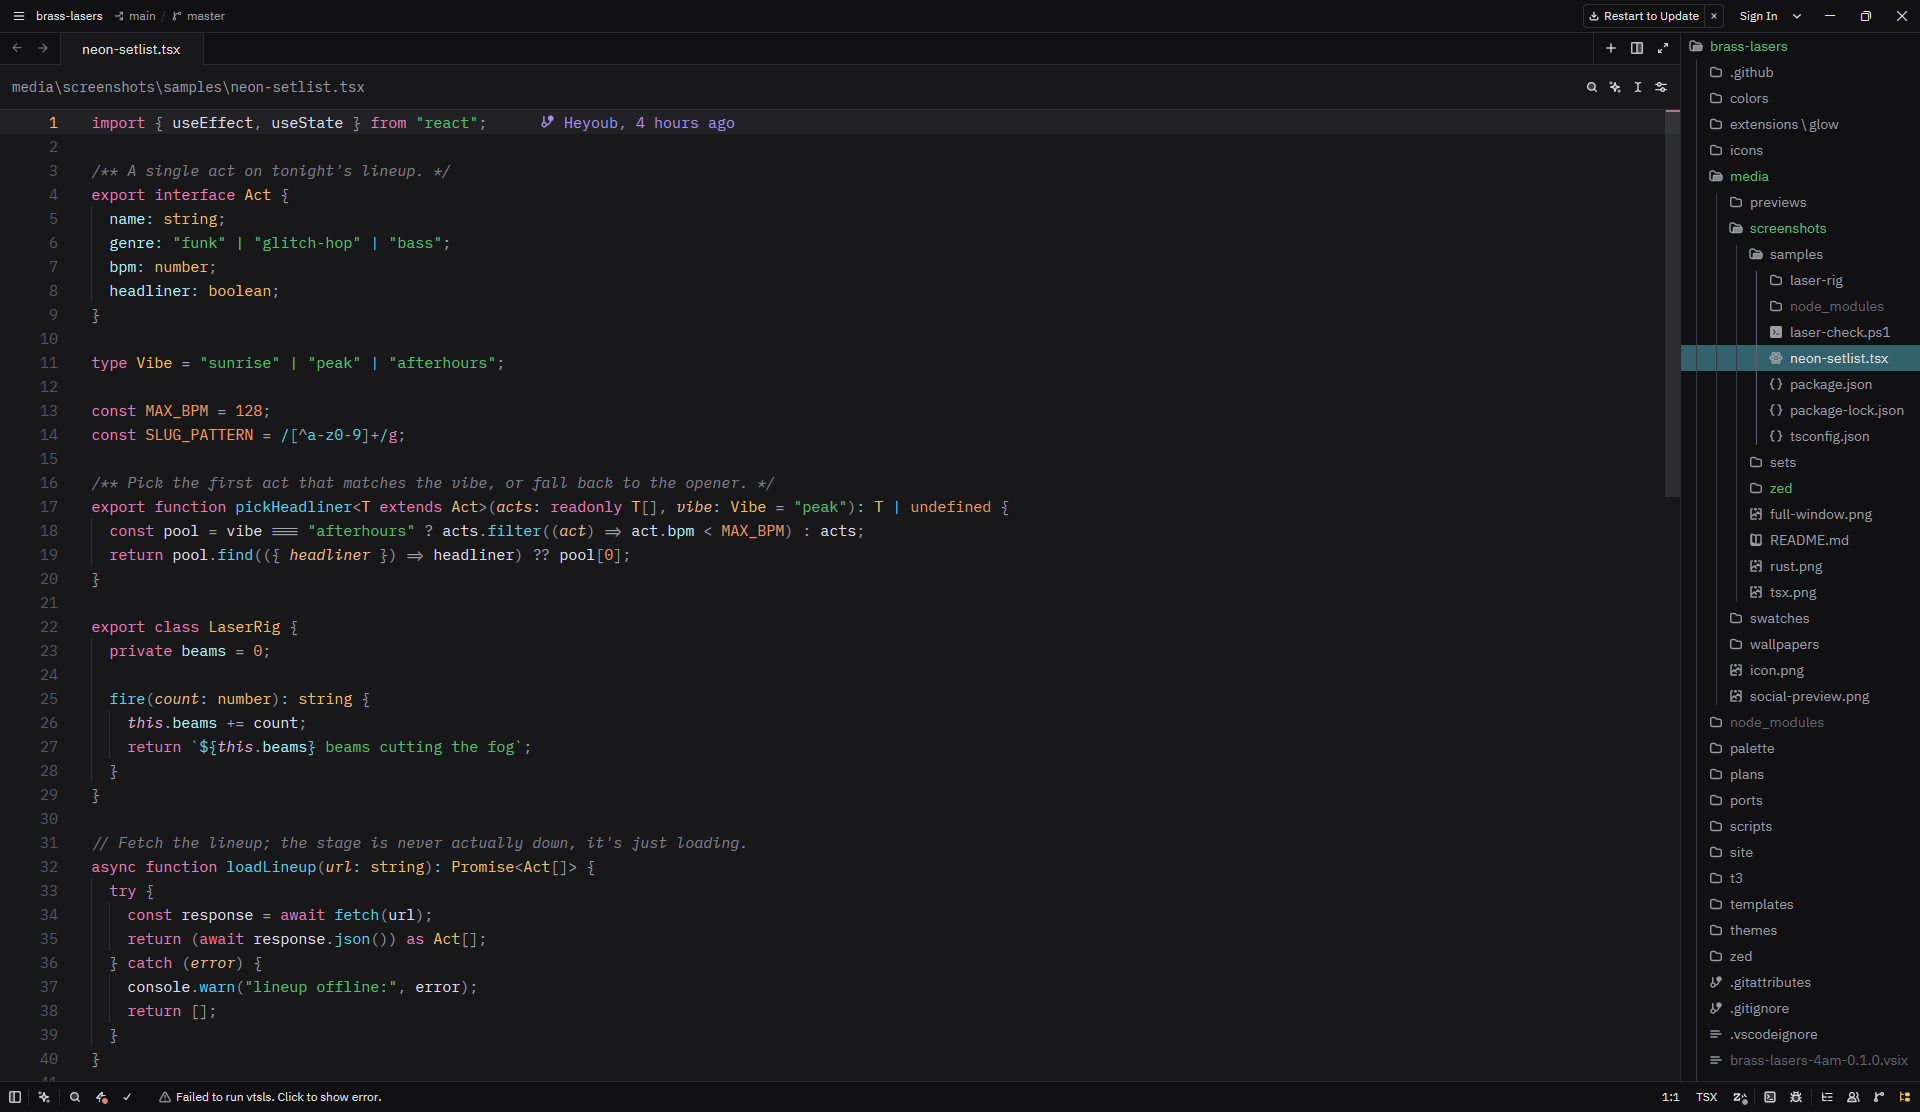 brass-lasers main / master
Restart to Update
Sign In
neon-setlist.tsx
media\screenshots\samples\neon-setlist.tsx
1 import { useEffect, useState } from "react"; Heyoub, 4 hours ago
2
3 /** A single act on tonight's lineup. */
4 export interface Act {
5 name: string;
6 genre: "funk" | "glitch-hop" | "bass";
7 bpm: number;
8 headliner: boolean;
9 }
10
11 type Vibe = "sunrise" | "peak" | "afterhours";
12
13 const MAX_BPM = 128;
14 const SLUG_PATTERN = /[^a-z0-9]+/g;
15
16 /** Pick the first act that matches the vibe, or fall back to the opener. */
17 export function pickHeadliner<T extends Act>(acts: readonly T[], vibe: Vibe = "peak"): T | undefined {
18 const pool = vibe === "afterhours" ? acts.filter((act) => act.bpm < MAX_BPM) : acts;
19 return pool.find(({ headliner }) => headliner) ?? pool[0];
20 }
21
22 export class LaserRig {
23 private beams = 0;
24
25 fire(count: number): string {
26 this.beams += count;
27 return `${this.beams} beams cutting the fog`;
28 }
29 }
30
31 // Fetch the lineup; the stage is never actually down, it's just loading.
32 async function loadLineup(url: string): Promise<Act[]> {
33 try {
34 const response = await fetch(url);
35 return (await response.json()) as Act[];
36 } catch (error) {
37 console.warn("lineup offline:", error);
38 return [];
39 }
40 }
41
brass-lasers
.github
colors
extensions \ glow
icons
media
previews
screenshots
samples
laser-rig
node_modules
laser-check.ps1
neon-setlist.tsx
package.json
package-lock.json
tsconfig.json
sets
zed
full-window.png
README.md
rust.png
tsx.png
swatches
wallpapers
icon.png
social-preview.png
node_modules
palette
plans
ports
scripts
site
t3
templates
themes
zed
.gitattributes
.gitignore
.vscodeignore
brass-lasers-4am-0.1.0.vsix
Failed to run vtsls. Click to show error.
1:1 TSX